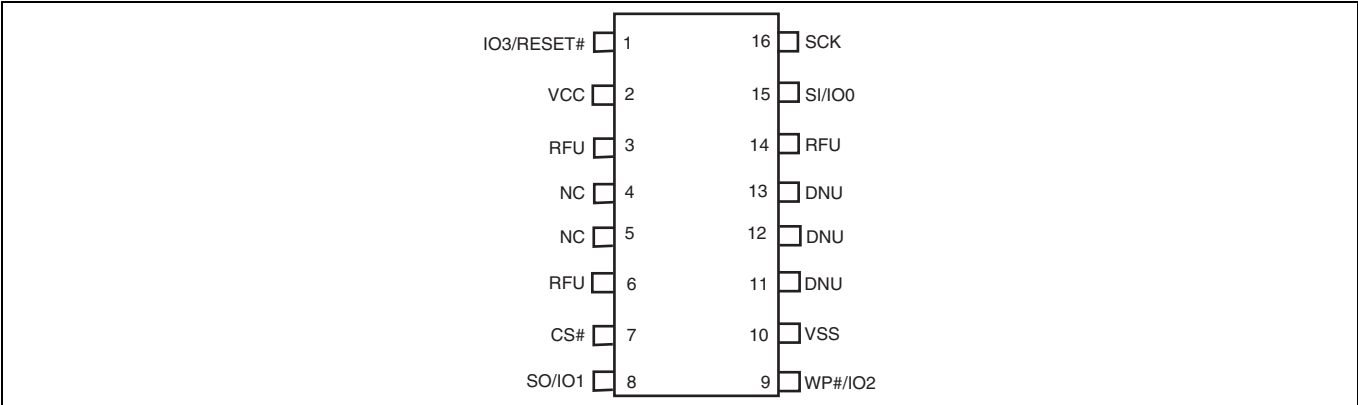 IO3/RESET# 1 16 SCK
VCC 2 15 SI/IO0
RFU 3 14 RFU
NC 4 13 DNU
NC 5 12 DNU
RFU 6 11 DNU
CS# 7 10 VSS
SO/IO1 8 9 WP#/IO2